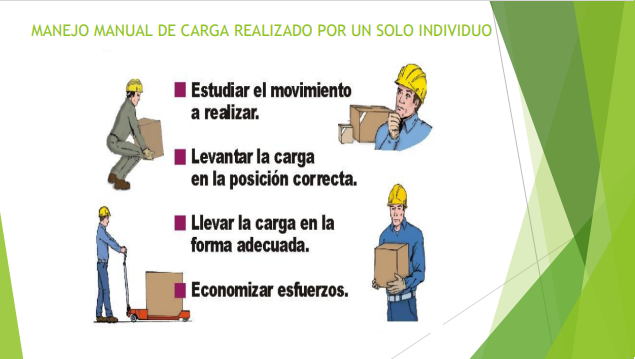 MANEJO MANUAL DE CARGA REALIZADO POR UN SOLO INDIVIDUO
Estudiar el movimiento
a realizar.
Levantar la carga
en la posición correcta.
Llevar la carga en la
forma adecuada.
Economizar esfuerzos.